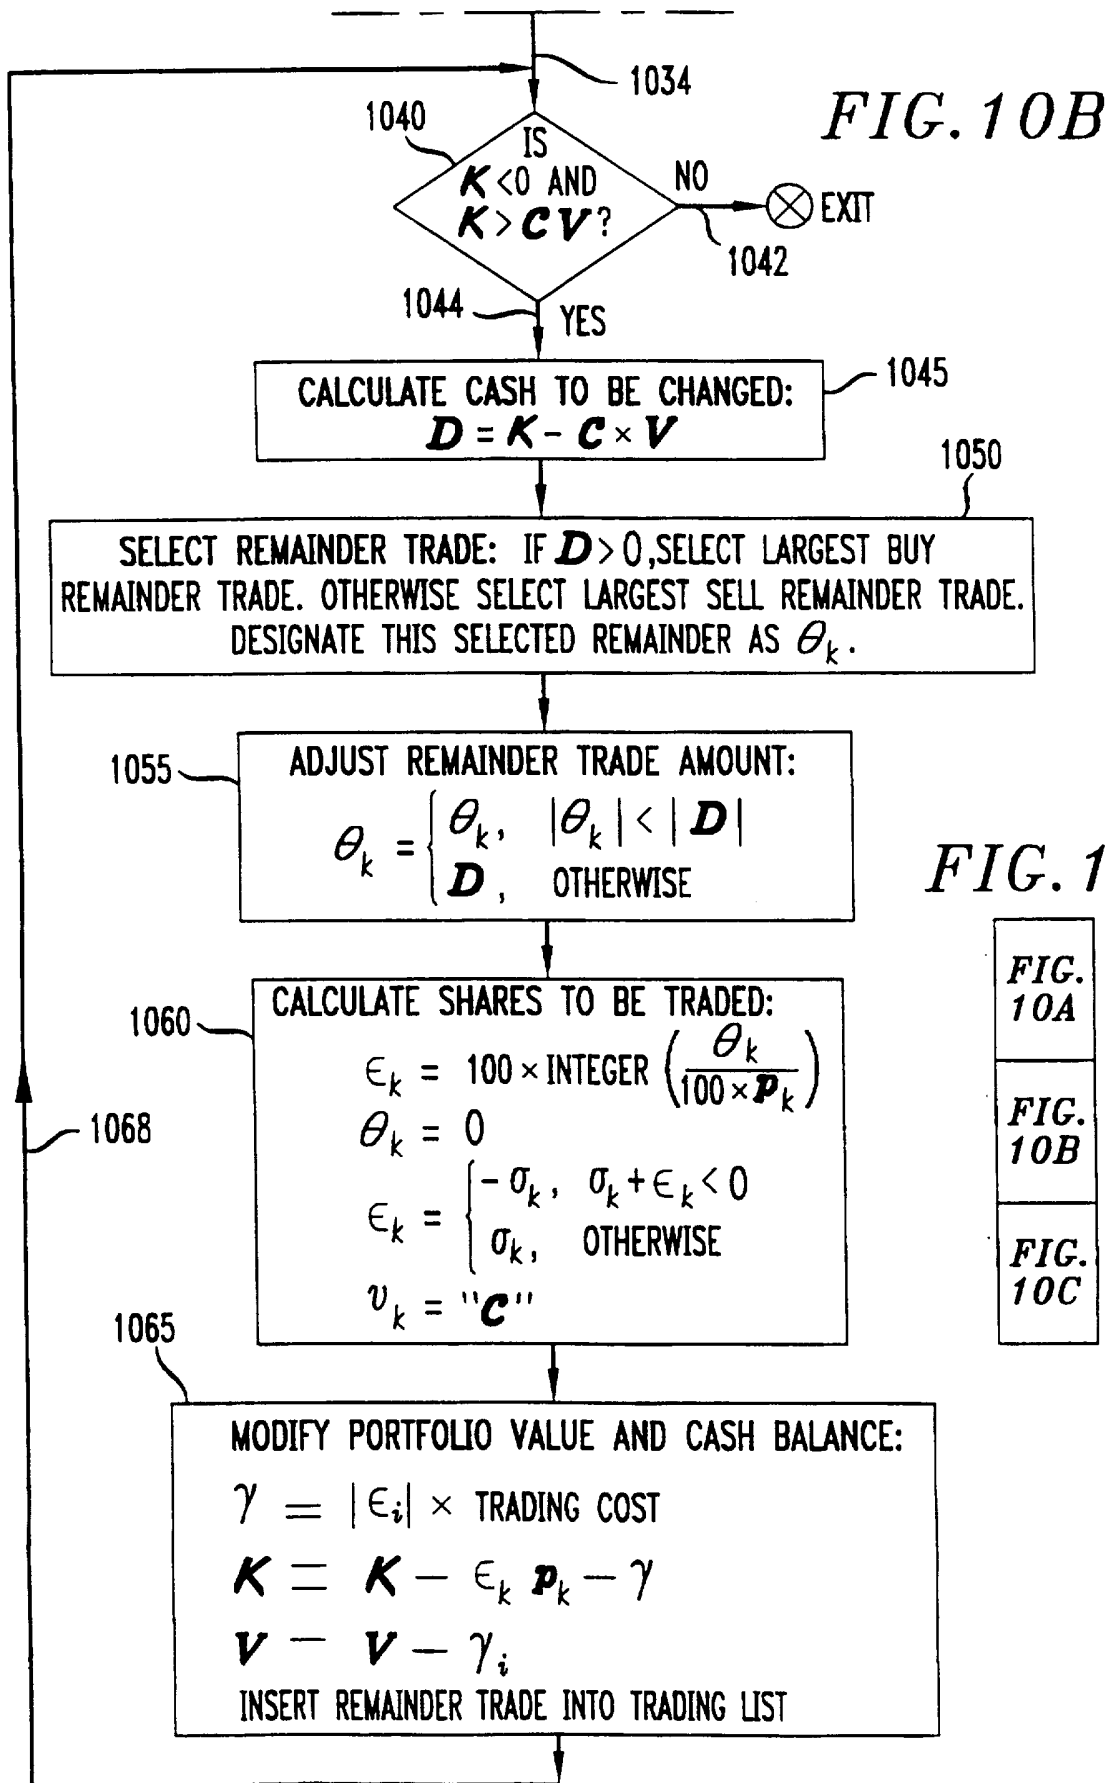 1034
FIG. 10B
1040
IS
K <0 AND
K > C V ?
NO
EXIT
1042
1044
YES
1045
CALCULATE CASH TO BE CHANGED:
D = K - C × V
1050
SELECT REMAINDER TRADE: IF D > 0, SELECT LARGEST BUY
REMAINDER TRADE. OTHERWISE SELECT LARGEST SELL REMAINDER TRADE.
DESIGNATE THIS SELECTED REMAINDER AS θk.
1055
ADJUST REMAINDER TRADE AMOUNT:
θk = { θk, |θk| < |D|
D, OTHERWISE
FIG. 1
FIG.
10A
FIG.
10B
FIG.
10C
1060
CALCULATE SHARES TO BE TRADED:
ϵk = 100 × INTEGER (θk / 100 × pk)
θk = 0
ϵk = { -σk, σk + ϵk < 0
σk, OTHERWISE
vk = "C"
1068
1065
MODIFY PORTFOLIO VALUE AND CASH BALANCE:
γ = |ϵi| × TRADING COST
K = K - ϵk pk - γ
V = V - γi
INSERT REMAINDER TRADE INTO TRADING LIST